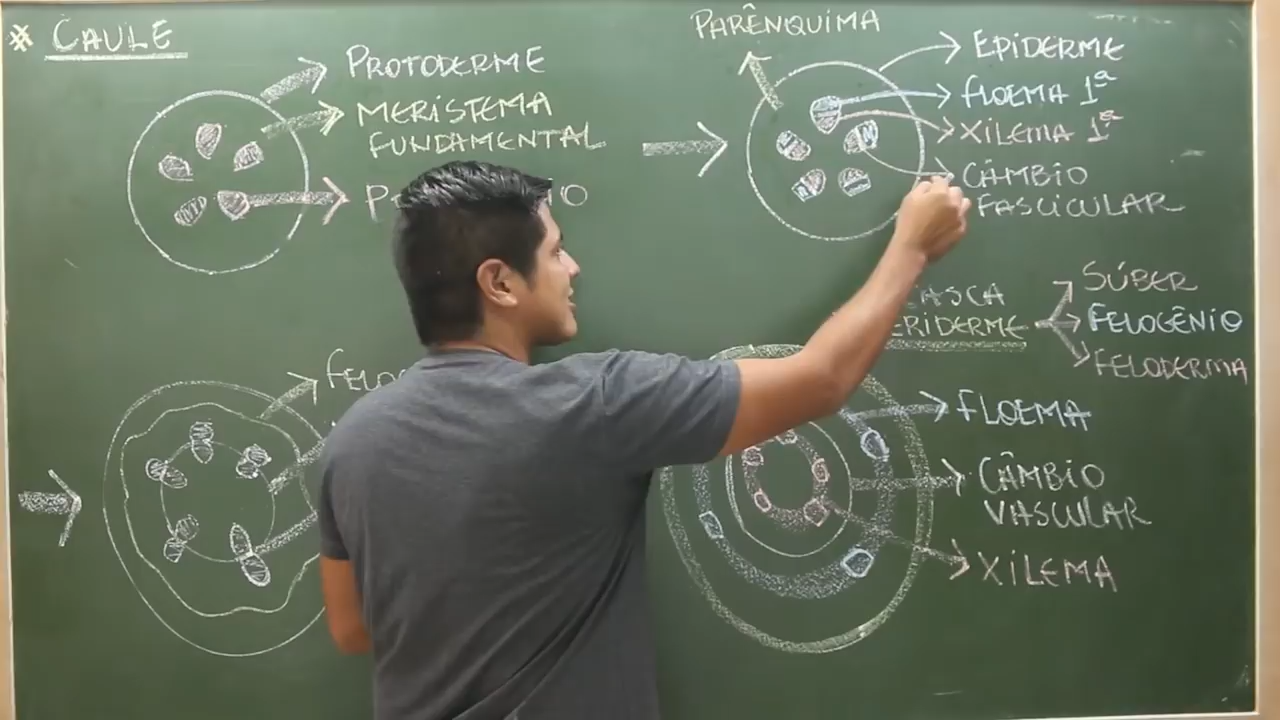 * CAULE
PROTODERME
MERISTEMA
FUNDAMENTAL
PARÊNQUIMA
EPIDERME
FLOEMA 1ª
XILEMA 1ª
CÂMBIO
FASCICULAR
SÚBER
FELOGÊNIO
FELODERMA
FLOEMA
CÂMBIO
VASCULAR
XILEMA